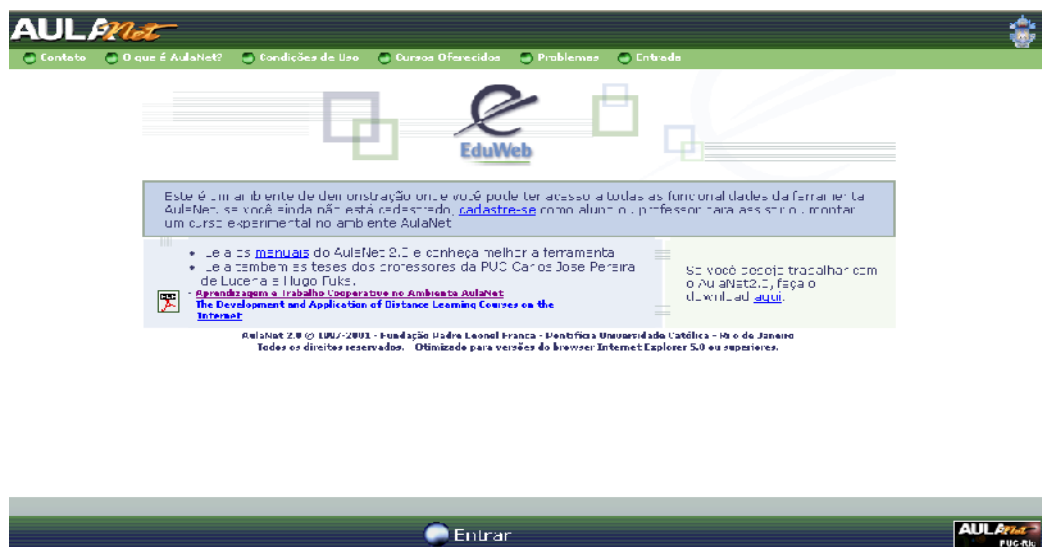 AULANet
Contato O que é AulaNet? Condições de Uso Cursos Oferecidos Problemas Entrada
EduWeb
Este é um ambiente de demonstração onde você pode ter acesso a todas as funcionalidades da ferramenta
AulaNet, se você ainda não está cadastrado, cadastre-se como aluno ou professor para assistir ou montar
um curso experimental no ambiente AulaNet
• Leia os manuais do AulaNet 2.0 e conheça melhor a ferramenta
• Leia também as teses dos professores da PUC Carlos José Pereira
de Lucena e Hugo Fuks.
- Aprendizagem e Trabalho Cooperativo no Ambiente AulaNet
The Development and Application of Distance Learning Courses on the
Internet
Se você deseja trabalhar com
o AulaNet2.0, faça o
download aqui.
AulaNet 2.0 © 1997-2001 - Fundação Padre Leonel Franca - Pontifícia Universidade Católica - Rio de Janeiro
Todos os direitos reservados. Otimizado para versões do browser Internet Explorer 5.0 ou superiores.
Entrar
AULANet
PUC-Rio